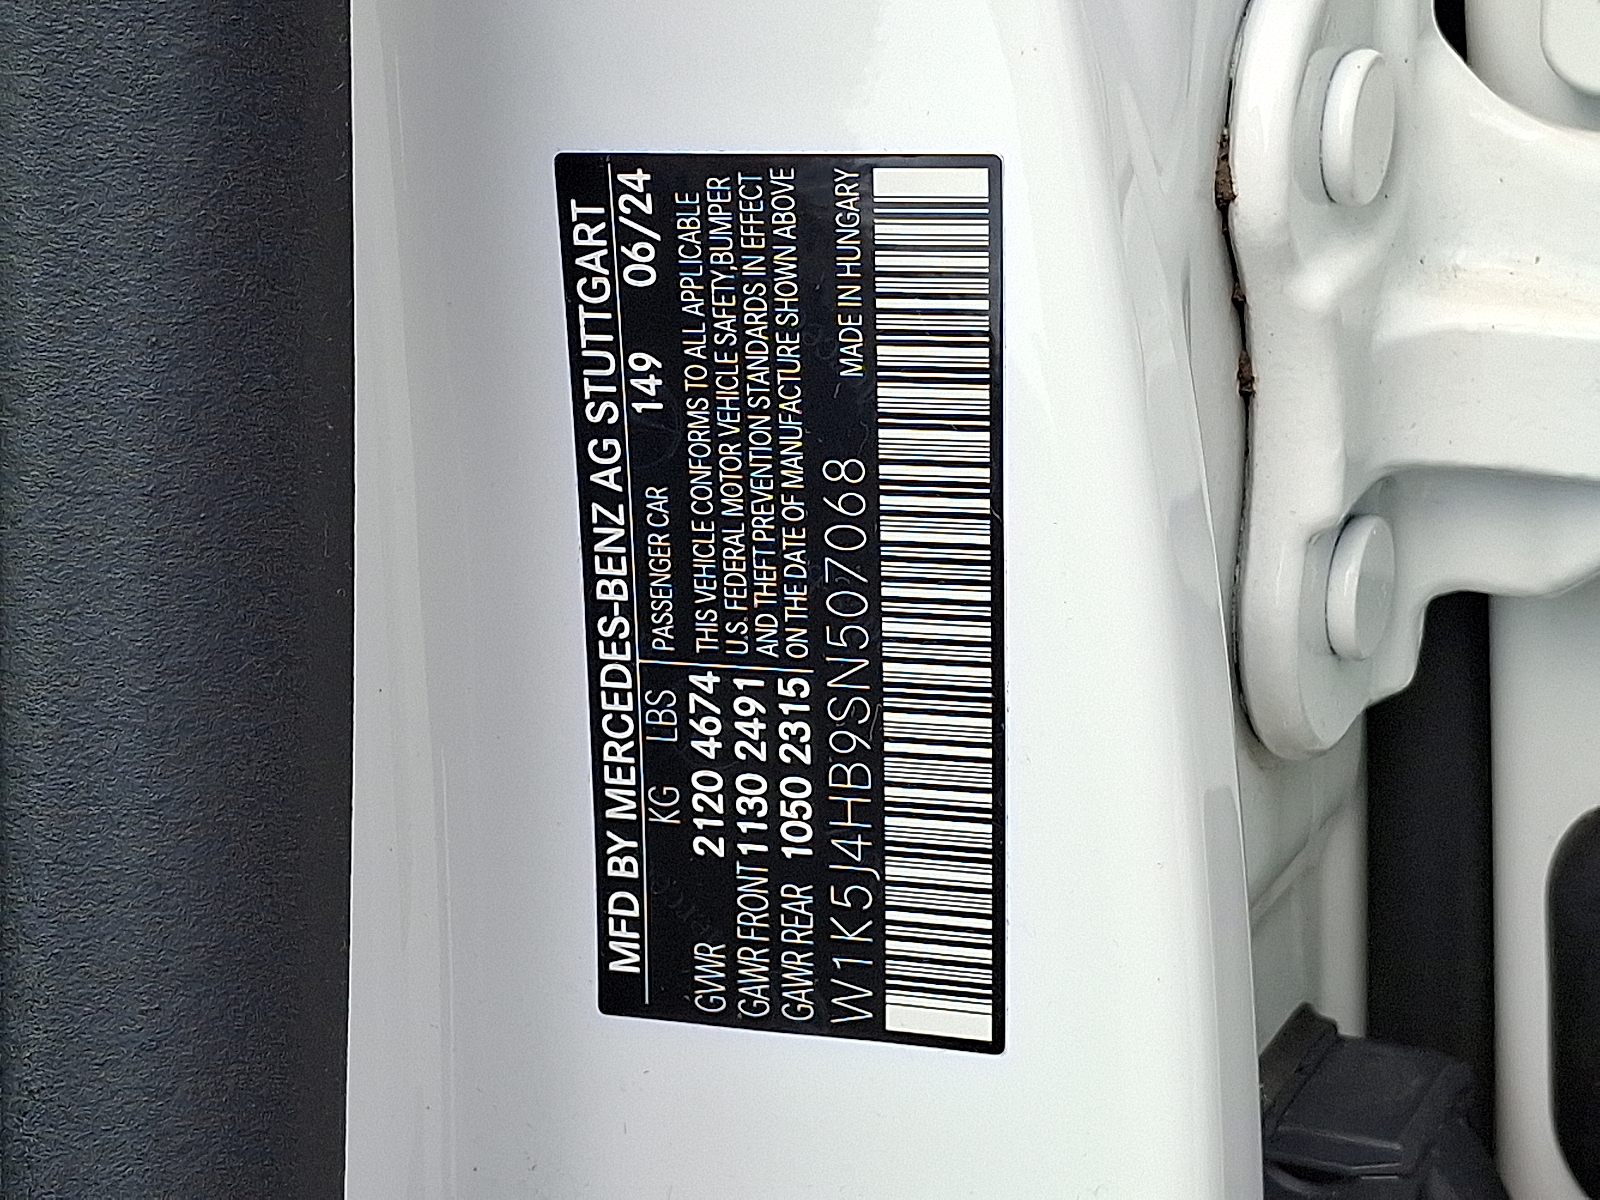 MFD BY MERCEDES-BENZ AG STUTTGART
KG LBS PASSENGER CAR 149 06/24
GVWR 2120 4674 THIS VEHICLE CONFORMS TO ALL APPLICABLE
U.S. FEDERAL MOTOR VEHICLE SAFETY,BUMPER
GAWR FRONT 1130 2491 AND THEFT PREVENTION STANDARDS IN EFFECT
GAWR REAR 1050 2315 ON THE DATE OF MANUFACTURE SHOWN ABOVE
W1K5J4HB9SN507068 MADE IN HUNGARY